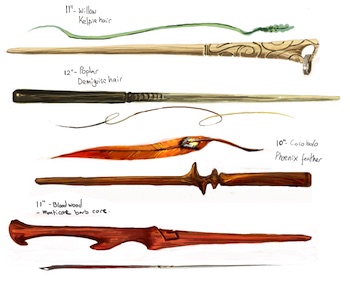 11"- Willow
Kelpie hair
12"- Poplar
Demiguise hair
10"- Cocobolo
Phoenix feather
11"- Bloodwood
- manticore barb core.